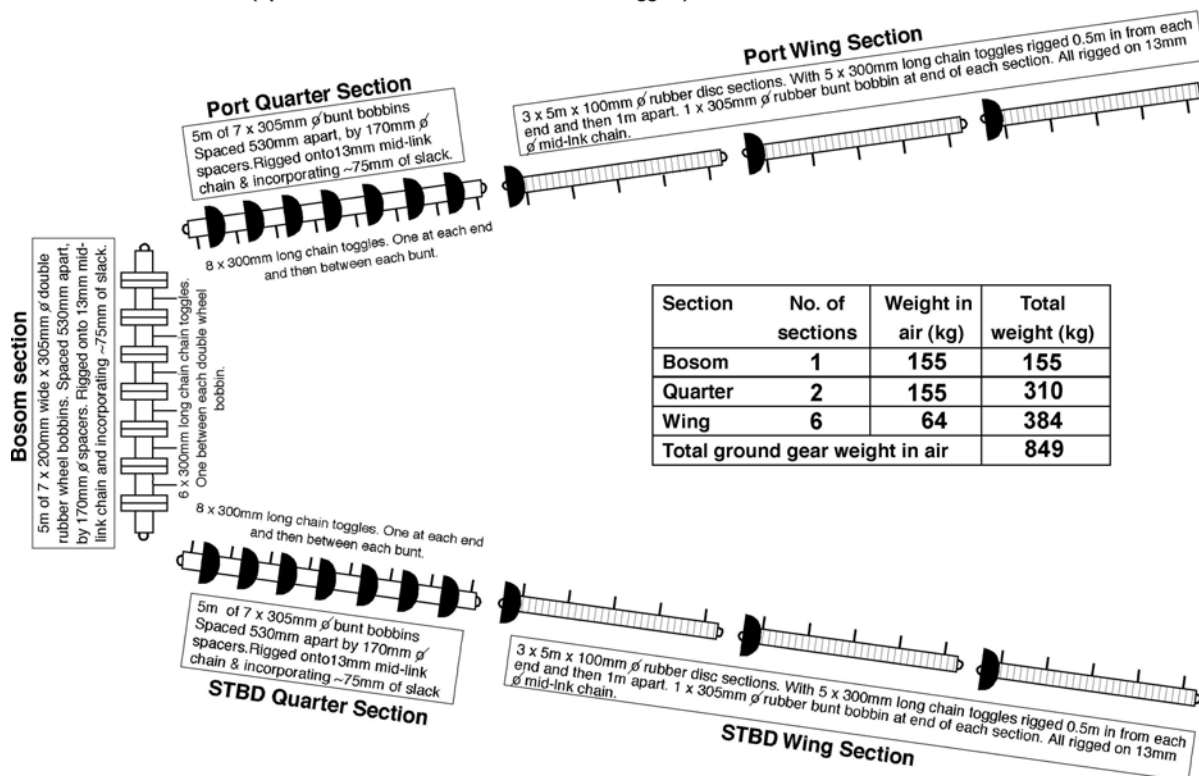 Port Wing Section
3 x 5m x 100mm ø rubber disc sections. With 5 x 300mm long chain toggles rigged 0.5m in from each
end and then 1m apart. 1 x 305mm ø rubber bunt bobbin at end of each section. All rigged on 13mm
ø mid-lnk chain.
Port Quarter Section
5m of 7 x 305mm ø bunt bobbins
Spaced 530mm apart, by 170mm ø
spacers.Rigged onto13mm mid-link
chain & incorporating ~75mm of slack.
8 x 300mm long chain toggles. One at each end
and then between each bunt.
Bosom section
5m of 7 x 200mm wide x 305mm ø double
rubber wheel bobbins. Spaced 530mm apart,
by 170mm ø spacers. Rigged onto 13mm mid-
link chain and incorporating ~75mm of slack.
6 x 300mm long chain chain toggles.
One between each double wheel
bobbin.
Section No. of sections Weight in air (kg) Total weight (kg)
Bosom 1 155 155
Quarter 2 155 310
Wing 6 64 384
Total ground gear weight in air 849
8 x 300mm long chain toggles. One at each end
and then between each bunt.
5m of 7 x 305mm ø bunt bobbins
Spaced 530mm apart by 170mm ø
spacers.Rigged onto13mm mid-link
chain & incorporating ~75mm of slack
STBD Quarter Section
3 x 5m x 100mm ø rubber disc sections. With 5 x 300mm long chain toggles rigged 0.5m in from each
end and then 1m apart. 1 x 305mm ø rubber bunt bobbin at end of each section. All rigged on 13mm
ø mid-lnk chain.
STBD Wing Section